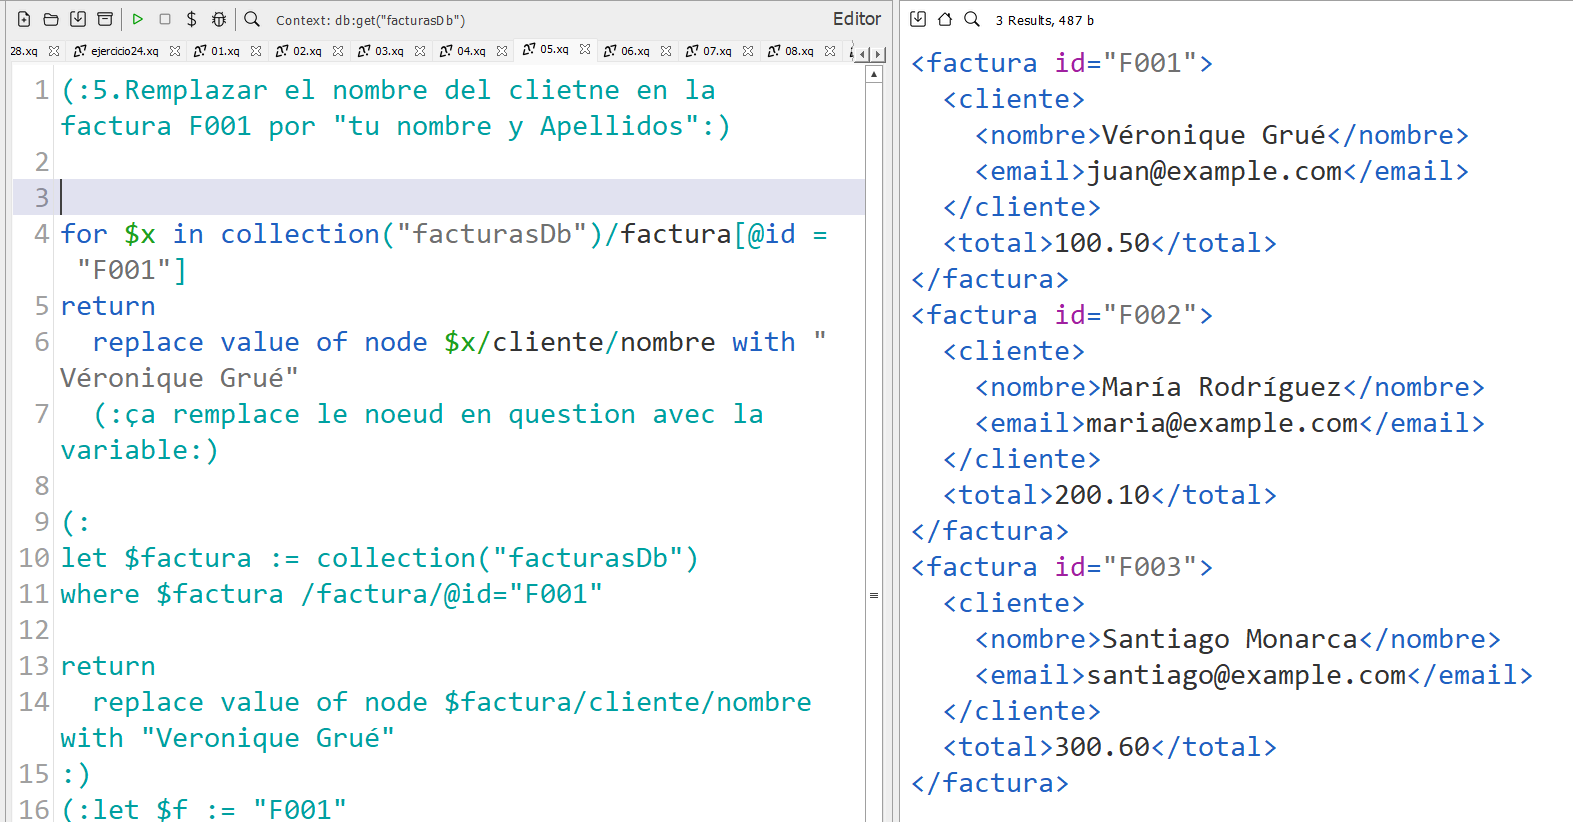 Context: db:get("facturasDb")
Editor
28.xq
ejercicio24.xq
01.xq
02.xq
03.xq
04.xq
05.xq
06.xq
07.xq
08.xq
1 (:5.Remplazar el nombre del clietne en la
factura F001 por "tu nombre y Apellidos":)
2
3
4 for $x in collection("facturasDb")/factura[@id =
"F001"]
5 return
6 replace value of node $x/cliente/nombre with "
Véronique Grué"
7 (:ça remplace le noeud en question avec la
variable:)
8
9 (:
10 let $factura := collection("facturasDb")
11 where $factura /factura/@id="F001"
12
13 return
14 replace value of node $factura/cliente/nombre
with "Veronique Grué"
15 :)
16 (:let $f := "F001"
3 Results, 487 b
<factura id="F001">
<cliente>
<nombre>Véronique Grué</nombre>
<email>juan@example.com</email>
</cliente>
<total>100.50</total>
</factura>
<factura id="F002">
<cliente>
<nombre>María Rodríguez</nombre>
<email>maria@example.com</email>
</cliente>
<total>200.10</total>
</factura>
<factura id="F003">
<cliente>
<nombre>Santiago Monarca</nombre>
<email>santiago@example.com</email>
</cliente>
<total>300.60</total>
</factura>